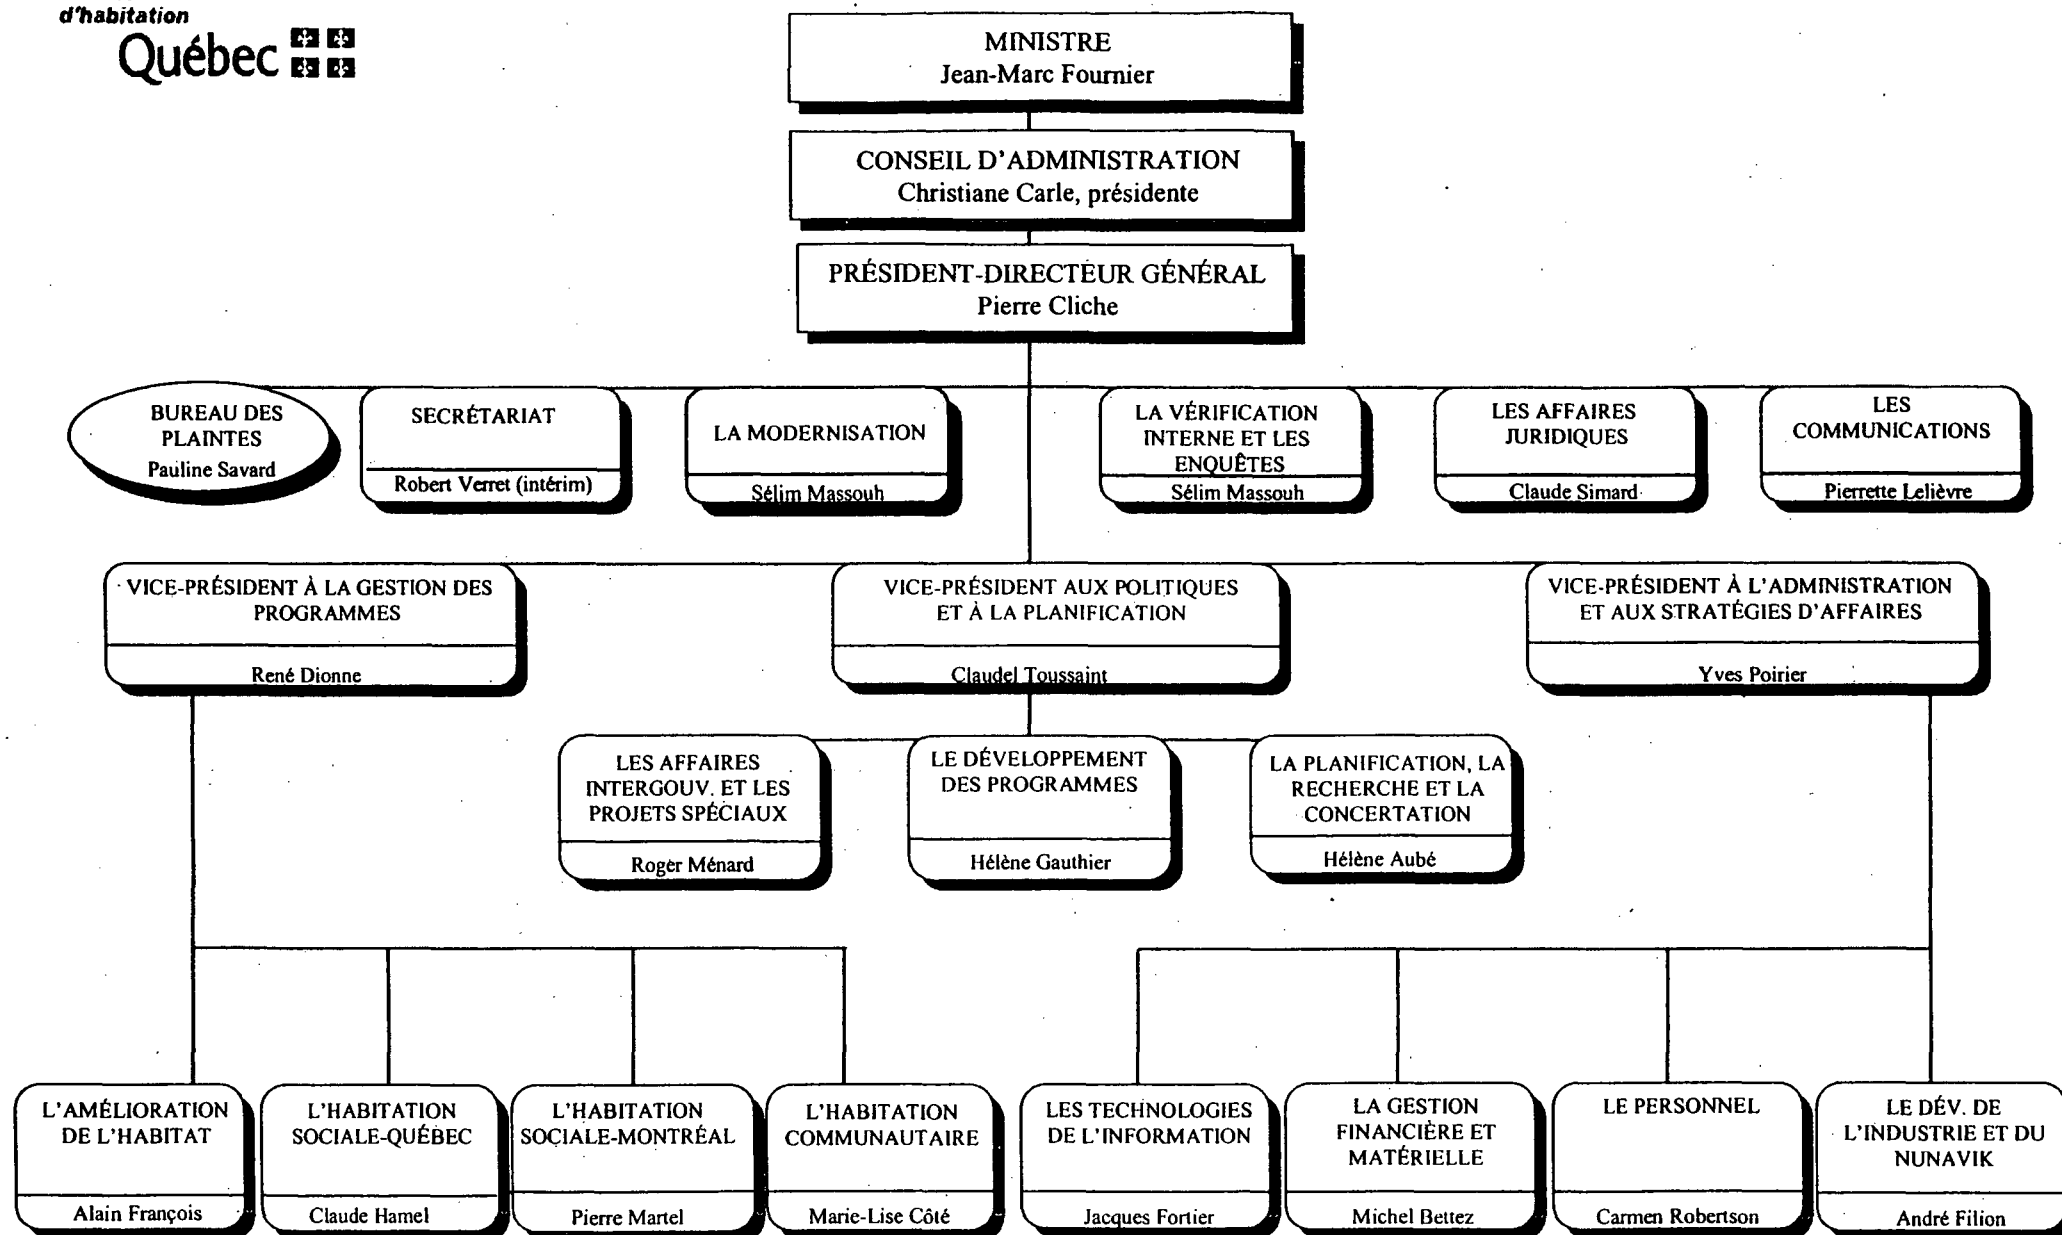 d'habitation
Québec
MINISTRE
Jean-Marc Fournier
CONSEIL D'ADMINISTRATION
Christiane Carle, présidente
PRÉSIDENT-DIRECTEUR GÉNÉRAL
Pierre Cliche
BUREAU DES
PLAINTES
Pauline Savard
SECRÉTARIAT
Robert Verret (intérim)
LA MODERNISATION
Sélim Massouh
LA VÉRIFICATION
INTERNE ET LES
ENQUÊTES
Sélim Massouh
LES AFFAIRES
JURIDIQUES
Claude Simard
LES
COMMUNICATIONS
Pierrette Lelièvre
VICE-PRÉSIDENT À LA GESTION DES
PROGRAMMES
René Dionne
VICE-PRÉSIDENT AUX POLITIQUES
ET À LA PLANIFICATION
Claudel Toussaint
VICE-PRÉSIDENT À L'ADMINISTRATION
ET AUX STRATÉGIES D'AFFAIRES
Yves Poirier
LES AFFAIRES
INTERGOUV. ET LES
PROJETS SPÉCIAUX
Roger Ménard
LE DÉVELOPPEMENT
DES PROGRAMMES
Hélène Gauthier
LA PLANIFICATION, LA
RECHERCHE ET LA
CONCERTATION
Hélène Aubé
L'AMÉLIORATION
DE L'HABITAT
Alain François
L'HABITATION
SOCIALE-QUÉBEC
Claude Hamel
L'HABITATION
SOCIALE-MONTRÉAL
Pierre Martel
L'HABITATION
COMMUNAUTAIRE
Marie-Lise Côté
LES TECHNOLOGIES
DE L'INFORMATION
Jacques Fortier
LA GESTION
FINANCIÈRE ET
MATÉRIELLE
Michel Bettez
LE PERSONNEL
Carmen Robertson
LE DÉV. DE
L'INDUSTRIE ET DU
NUNAVIK
André Filion